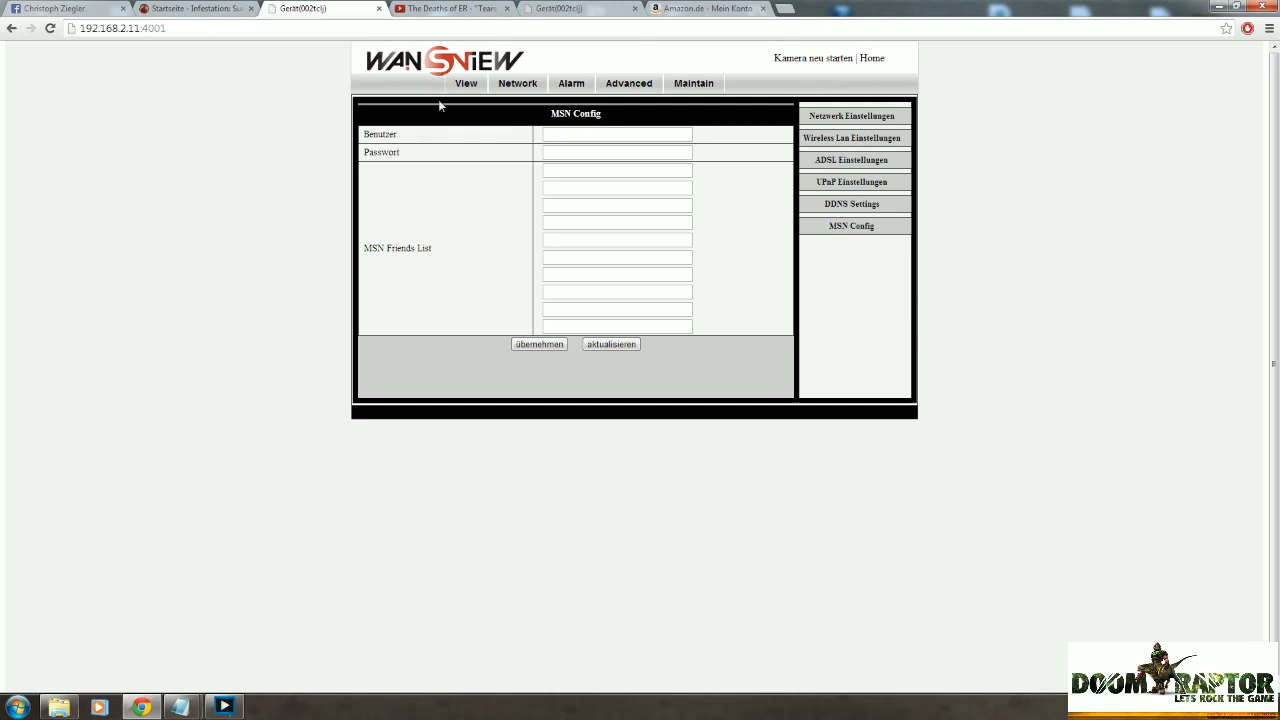 Christoph Ziegler
Startseite - Infestation: Sur
Gerät(002tclj)
The Deaths of ER - "Tears
Gerät(002tclj)
Amazon.de - Mein Konto
192.168.2.11:4001
WANSVIEW
Kamera neu starten | Home
View Network Alarm Advanced Maintain
MSN Config
Benutzer
Passwort
MSN Friends List
übernehmen aktualisieren
Netzwerk Einstellungen
Wireless Lan Einstellungen
ADSL Einstellungen
UPnP Einstellungen
DDNS Settings
MSN Config
DOOM RAPTOR
LETS ROCK THE GAME